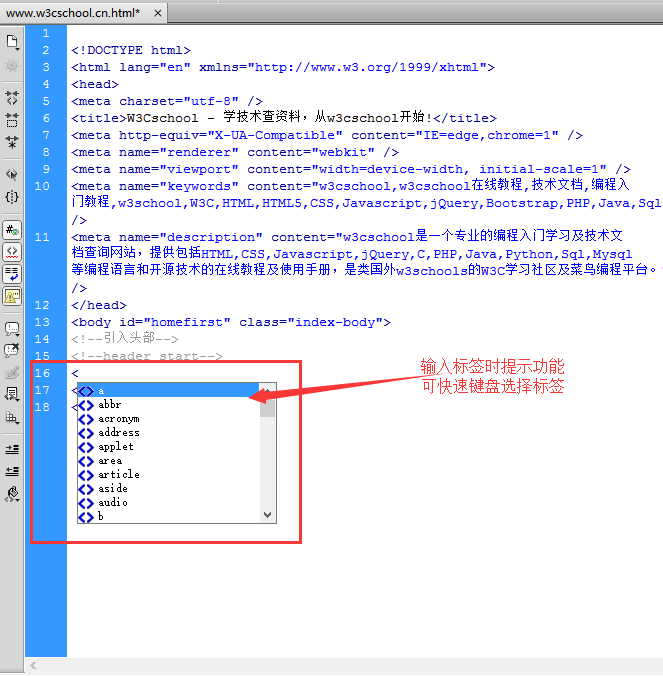 www.w3cschool.cn.html*
1
2 <!DOCTYPE html>
3 <html lang="en" xmlns="http://www.w3.org/1999/xhtml">
4 <head>
5 <meta charset="utf-8" />
6 <title>W3Cschool - 学技术查资料，从w3cschool开始!</title>
7 <meta http-equiv="X-UA-Compatible" content="IE=edge,chrome=1" />
8 <meta name="renderer" content="webkit" />
9 <meta name="viewport" content="width=device-width, initial-scale=1" />
10 <meta name="keywords" content="w3cschool,w3cschool在线教程,技术文档,编程入
门教程,w3school,W3C,HTML,HTML5,CSS,Javascript,jQuery,Bootstrap,PHP,Java,Sql
/>
11 <meta name="description" content="w3cschool是一个专业的编程入门学习及技术文
档查询网站，提供包括HTML,CSS,Javascript,jQuery,C,PHP,Java,Python,Sql,Mysql
等编程语言和开源技术的在线教程及使用手册，是类国外w3schools的W3C学习社区及菜鸟编程平台。"
/>
12 </head>
13 <body id="homefirst" class="index-body">
14 <!--引入头部-->
15 <!--header start-->
16 <
17 <
18 <
a
abbr
acronym
address
applet
area
article
aside
audio
b
输入标签时提示功能
可快速键盘选择标签